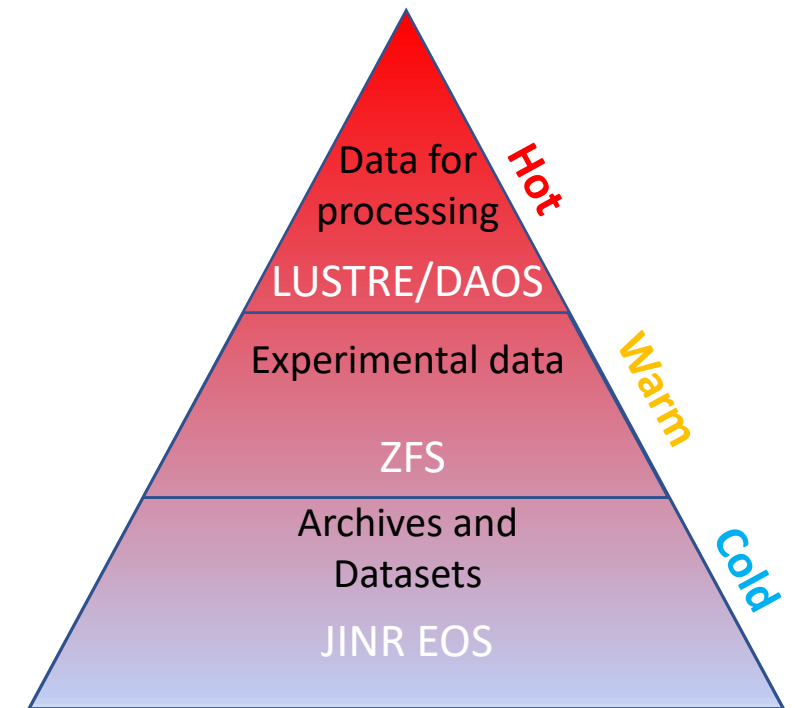 Data for
processing
Hot
LUSTRE/DAOS
Experimental data
Warm
ZFS
Archives and
Datasets
Cold
JINR EOS